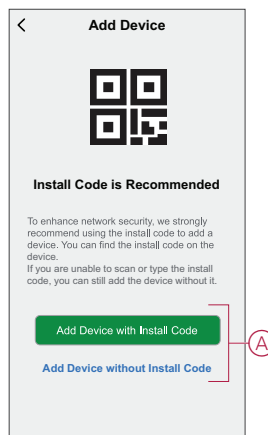 Add Device
Install Code is Recommended
To enhance network security, we strongly
recommend using the install code to add a
device. You can find the install code on the
device.
If you are unable to scan or type the install
code, you can still add the device without it.
Add Device with Install Code
A
Add Device without Install Code